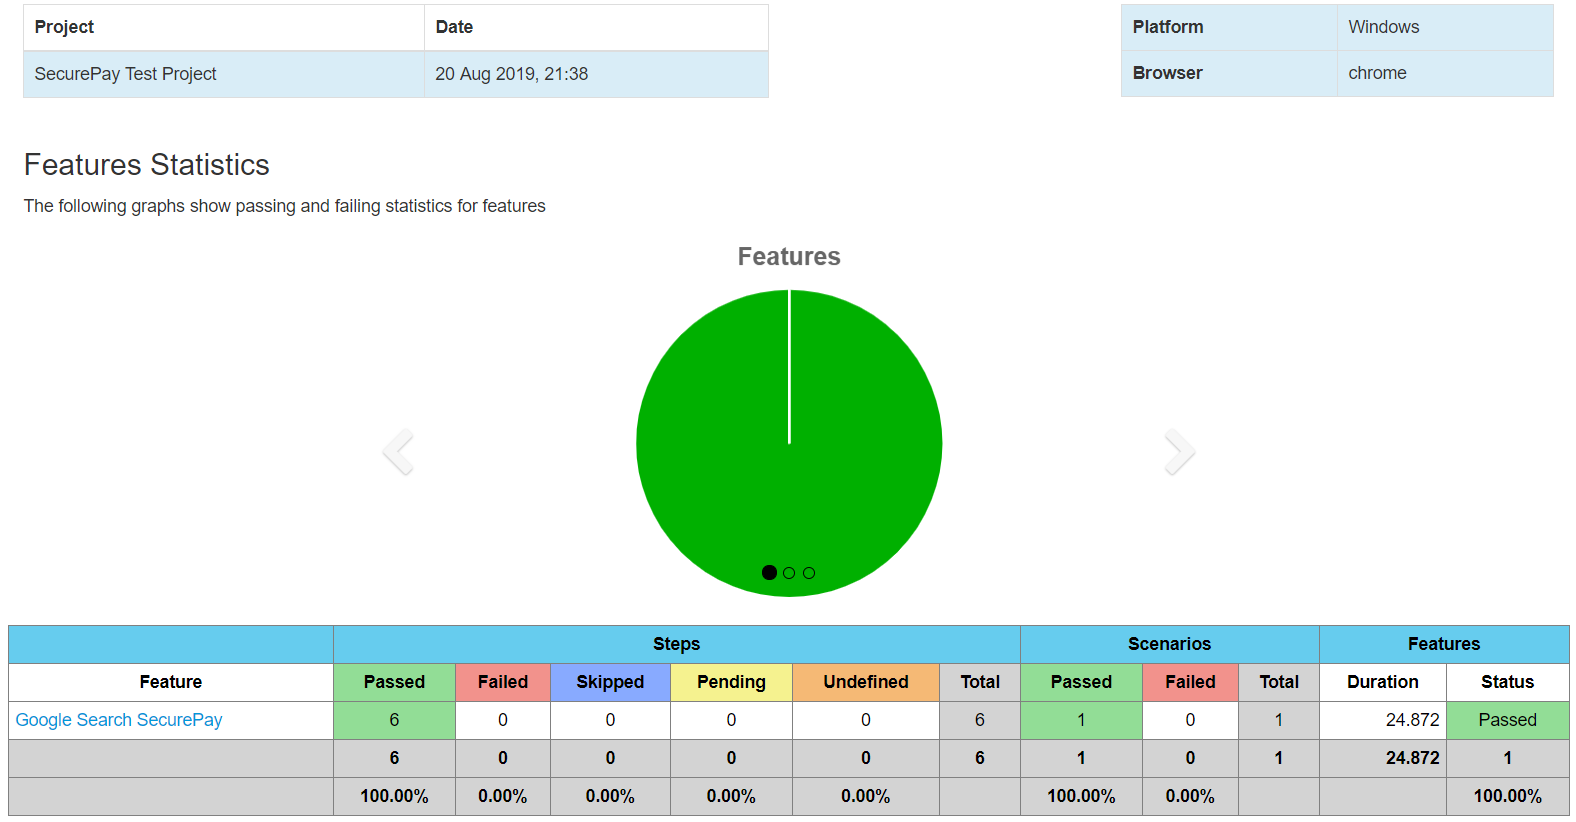 Project Date
SecurePay Test Project 20 Aug 2019, 21:38
Platform Windows
Browser chrome
Features Statistics
The following graphs show passing and failing statistics for features
Features
Steps Scenarios Features
Feature Passed Failed Skipped Pending Undefined Total Passed Failed Total Duration Status
Google Search SecurePay 6 0 0 0 0 6 1 0 1 24.872 Passed
6 0 0 0 0 6 1 0 1 24.872 1
100.00% 0.00% 0.00% 0.00% 0.00% 100.00% 0.00% 100.00%